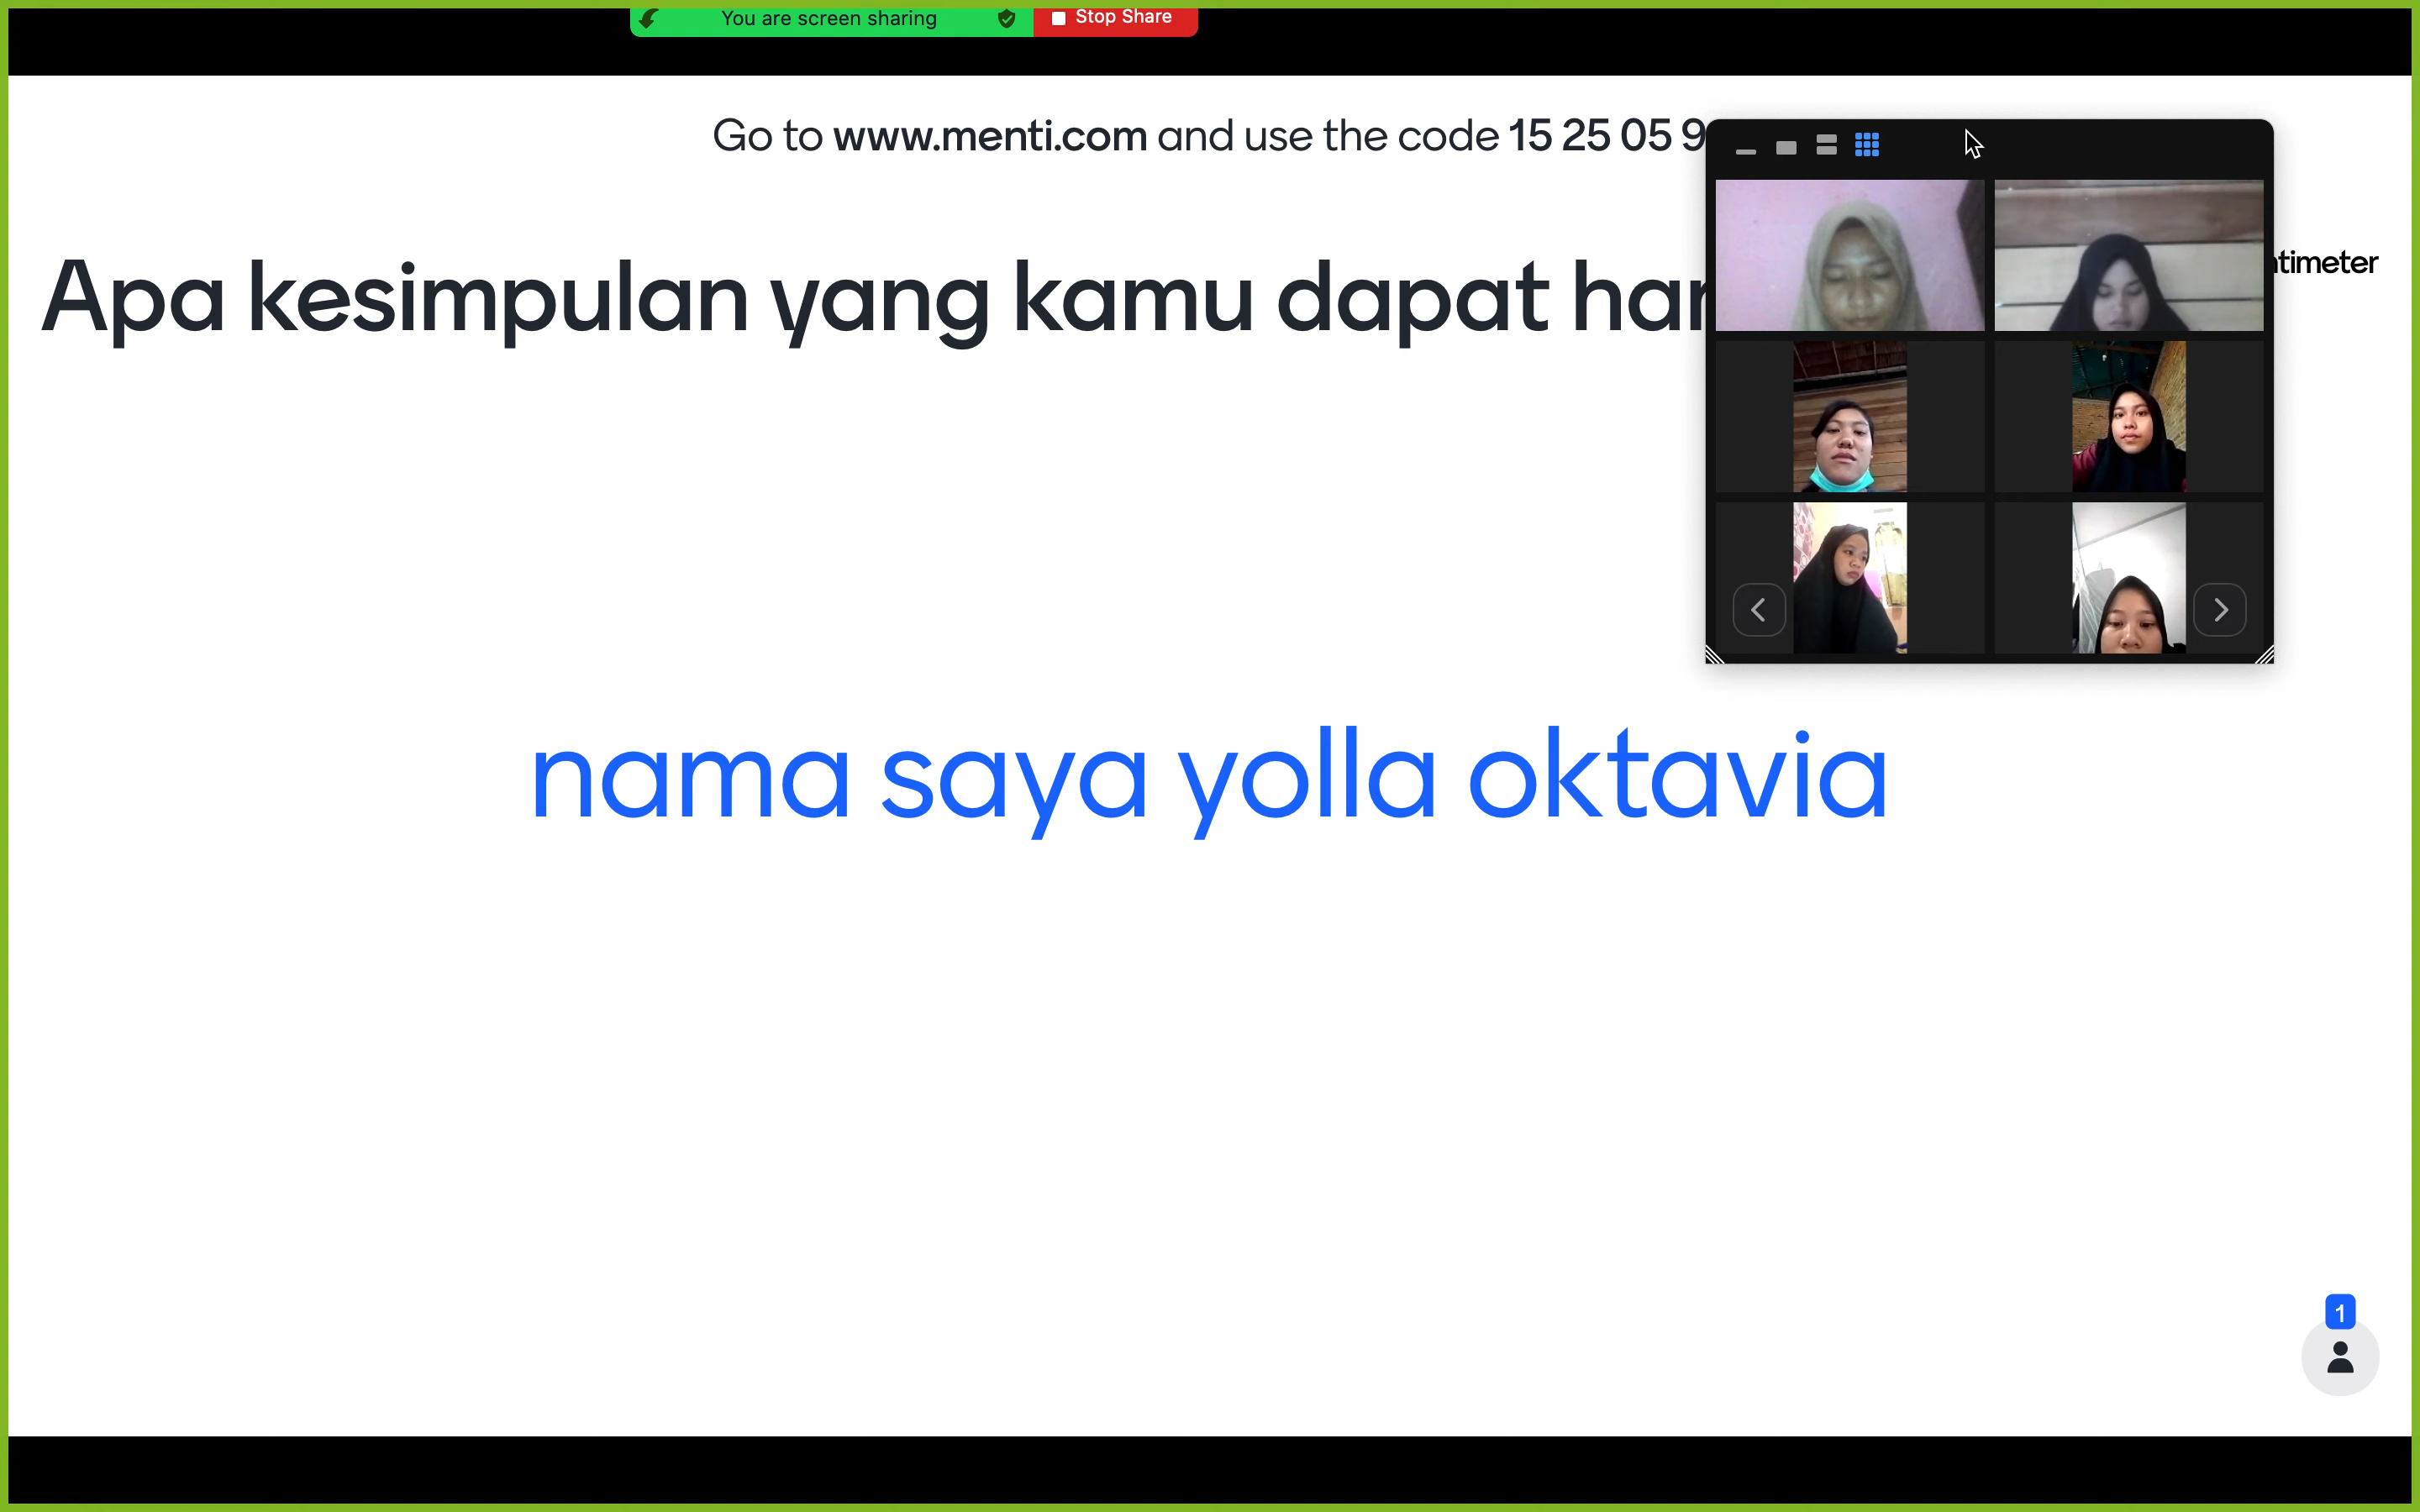 You are screen sharing Stop Share
Go to www.menti.com and use the code 15 25 05 9
Apa kesimpulan yang kamu dapat har
timeter
nama saya yolla oktavia
1